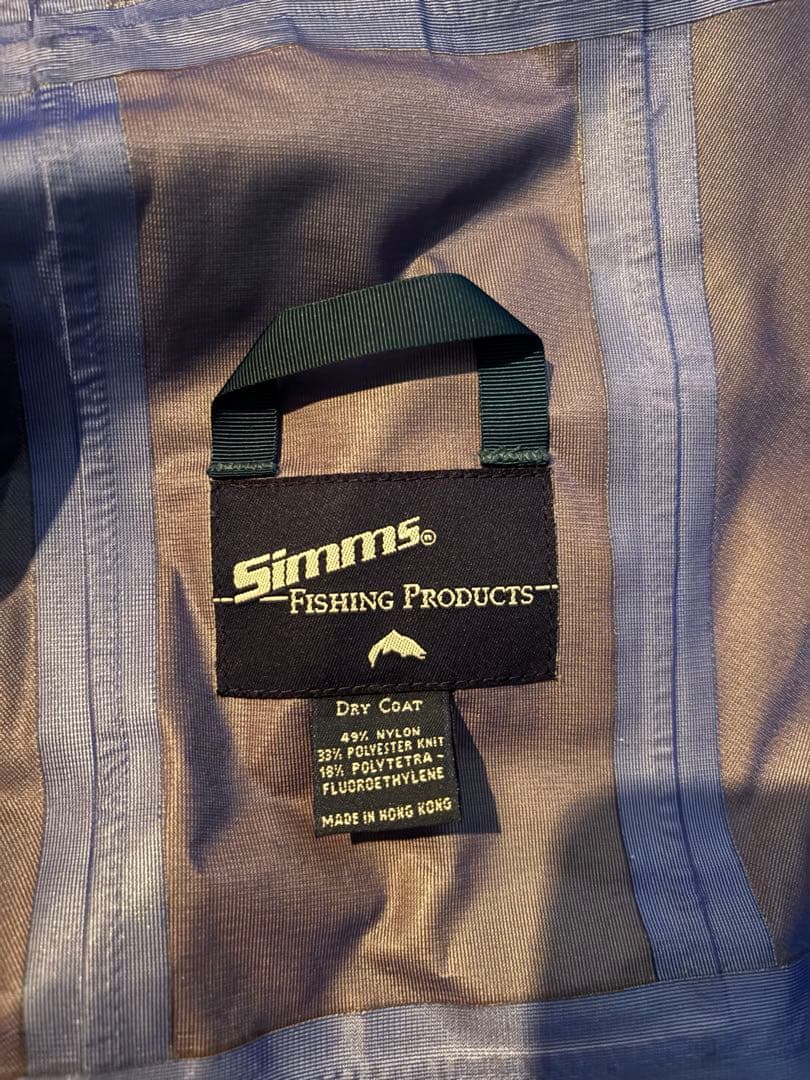 Simms®
FISHING PRODUCTS
DRY COAT
49% NYLON
33% POLYESTER KNIT
18% POLYTETRA-
FLUOROETHYLENE
MADE IN HONG KONG